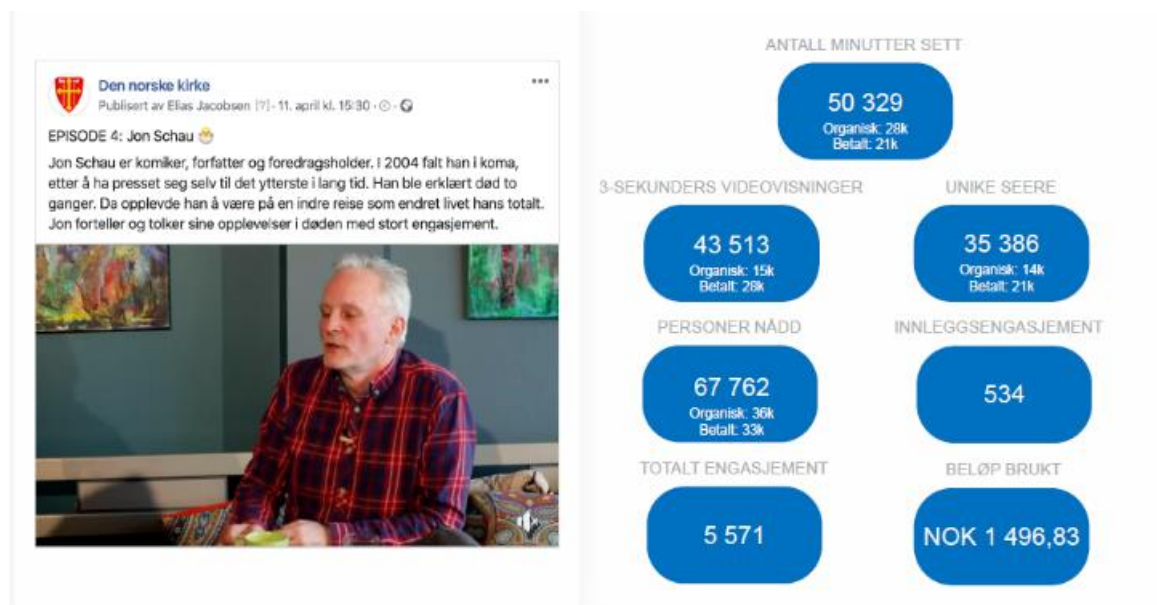 Den norske kirke
Publisert av Elias Jacobsen [?] · 11. april kl. 15:30 ·
EPISODE 4: Jon Schau
Jon Schau er komiker, forfatter og foredragsholder. I 2004 falt han i koma,
etter å ha presset seg selv til det ytterste i lang tid. Han ble erklært død to
ganger. Da opplevde han å være på en indre reise som endret livet hans totalt.
Jon forteller og tolker sine opplevelser i døden med stort engasjement.
ANTALL MINUTTER SETT
50 329
Organisk: 28k
Betalt: 21k
3-SEKUNDERS VIDEOVISNINGER
43 513
Organisk: 15k
Betalt: 28k
UNIKE SEERE
35 386
Organisk: 14k
Betalt: 21k
PERSONER NÅDD
67 762
Organisk: 36k
Betalt: 33k
INNLEGGSENGASJEMENT
534
TOTALT ENGASJEMENT
5 571
BELØP BRUKT
NOK 1 496,83